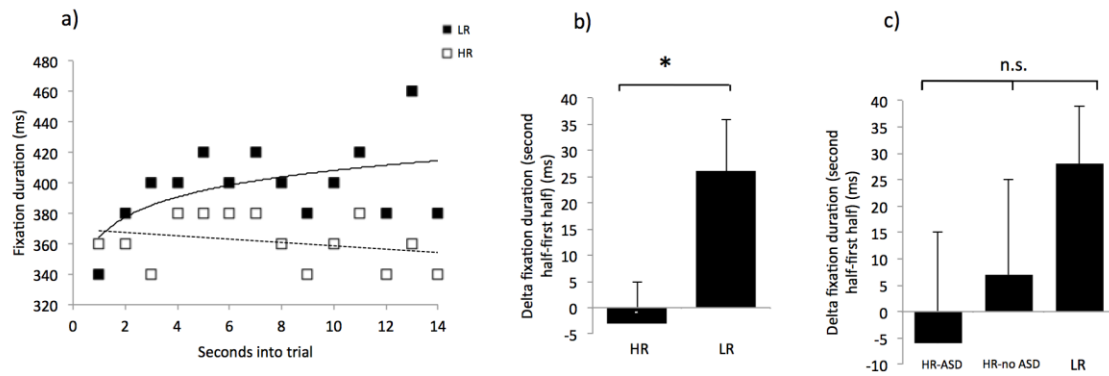 a)
■ LR
□ HR
Fixation duration (ms)
480
460
440
420
400
380
360
340
320
0 2 4 6 8 10 12 14
Seconds into trial
b)
*
Delta fixation duration (second
half-first half) (ms)
40
35
30
25
20
15
10
5
0
-5
HR LR
c)
n.s.
Delta fixation duration (second
half-first half) (ms)
40
35
30
25
20
15
10
5
0
-5
-10
HR-ASD HR-no ASD LR